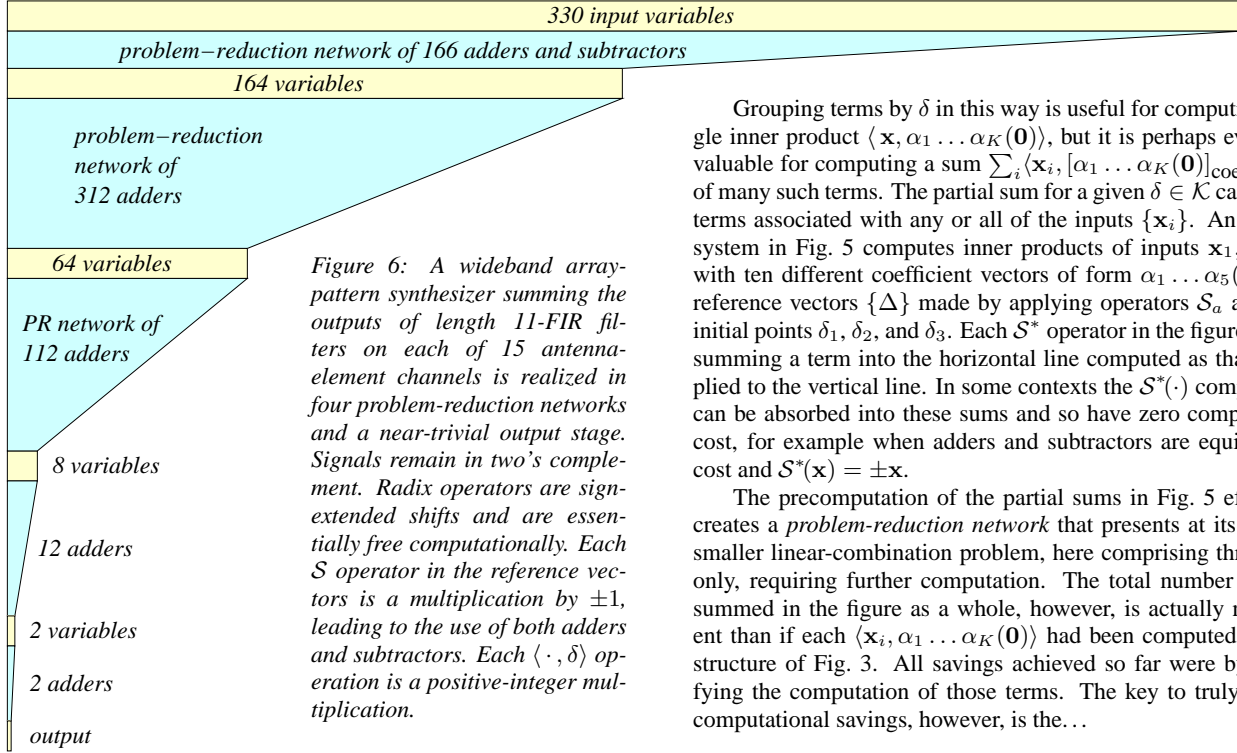 330 input variables
problem−reduction network of 166 adders and subtractors
164 variables
problem−reduction
network of
312 adders
64 variables
PR network of
112 adders
8 variables
12 adders
2 variables
2 adders
output
Figure 6: A wideband array-
pattern synthesizer summing the
outputs of length 11-FIR fil-
ters on each of 15 antenna-
element channels is realized in
four problem-reduction networks
and a near-trivial output stage.
Signals remain in two's comple-
ment. Radix operators are sign-
extended shifts and are essen-
tially free computationally. Each
𝒮 operator in the reference vec-
tors is a multiplication by ±1,
leading to the use of both adders
and subtractors. Each ⟨ · , δ⟩ op-
eration is a positive-integer mul-
tiplication.
Grouping terms by δ in this way is useful for computi
gle inner product ⟨ x, α₁ … α_K(0)⟩, but it is perhaps ev
valuable for computing a sum ∑ᵢ⟨xᵢ, [α₁ … α_K(0)]coe
of many such terms. The partial sum for a given δ ∈ 𝒦 ca
terms associated with any or all of the inputs {xᵢ}. An
system in Fig. 5 computes inner products of inputs x₁,
with ten different coefficient vectors of form α₁ … α₅(
reference vectors {Δ} made by applying operators 𝒮ₐ a
initial points δ₁, δ₂, and δ₃. Each 𝒮* operator in the figure
summing a term into the horizontal line computed as tha
plied to the vertical line. In some contexts the 𝒮*(·) com
can be absorbed into these sums and so have zero comp
cost, for example when adders and subtractors are equi
cost and 𝒮*(x) = ±x.
The precomputation of the partial sums in Fig. 5 ef
creates a problem-reduction network that presents at its
smaller linear-combination problem, here comprising thr
only, requiring further computation. The total number
summed in the figure as a whole, however, is actually n
ent than if each ⟨xᵢ, α₁ … α_K(0)⟩ had been computed
structure of Fig. 3. All savings achieved so far were by
fying the computation of those terms. The key to truly
computational savings, however, is the…